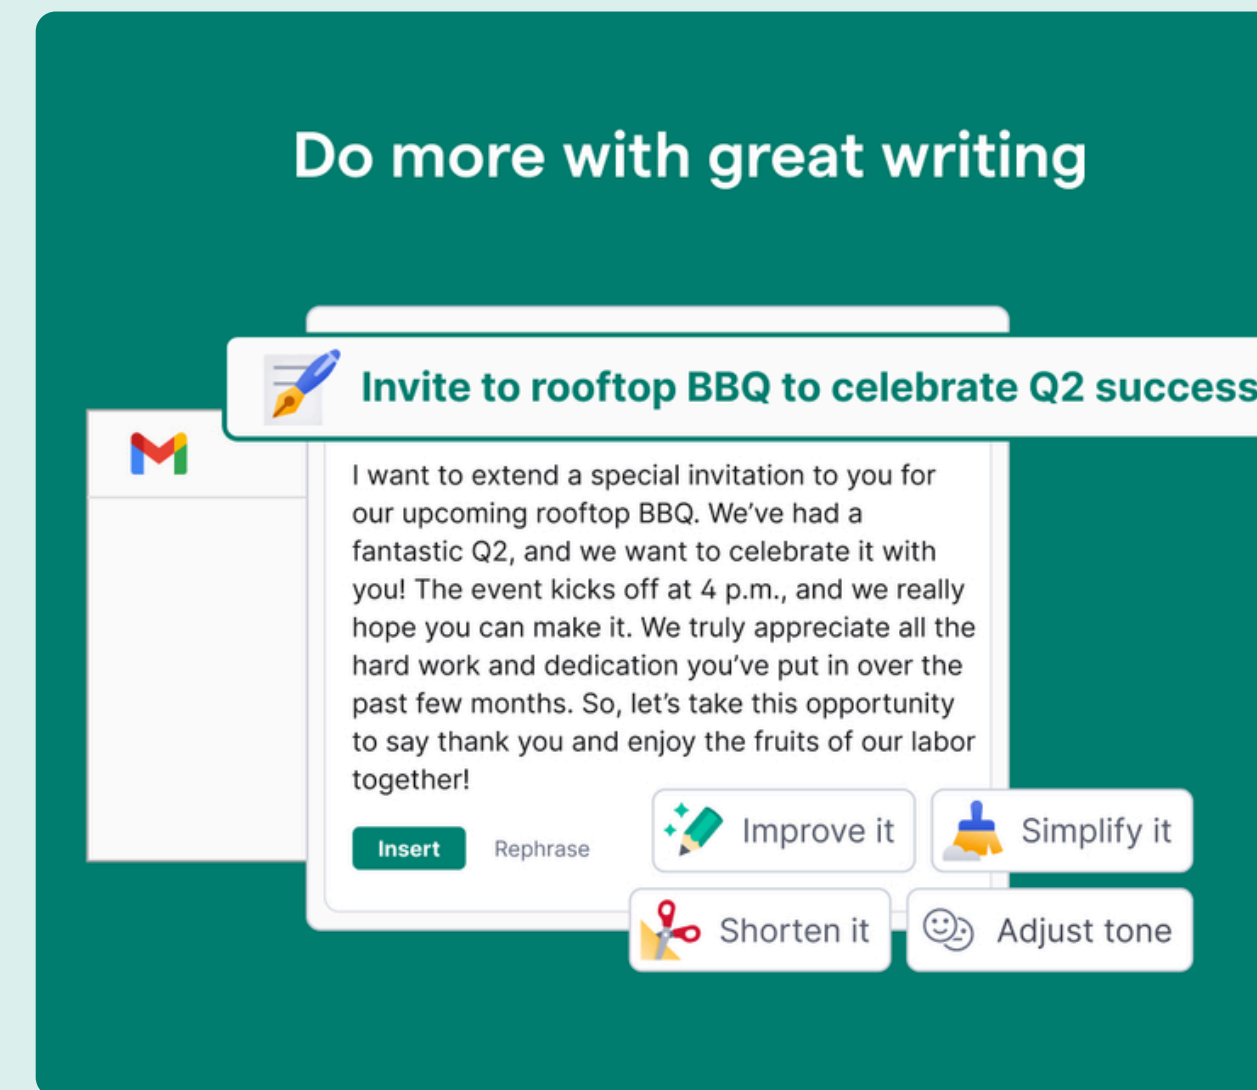 Do more with great writing
Invite to rooftop BBQ to celebrate Q2 success
I want to extend a special invitation to you for
our upcoming rooftop BBQ. We’ve had a
fantastic Q2, and we want to celebrate it with
you! The event kicks off at 4 p.m., and we really
hope you can make it. We truly appreciate all the
hard work and dedication you’ve put in over the
past few months. So, let’s take this opportunity
to say thank you and enjoy the fruits of our labor
together!
Improve it
Simplify it
Insert
Rephrase
Shorten it
Adjust tone